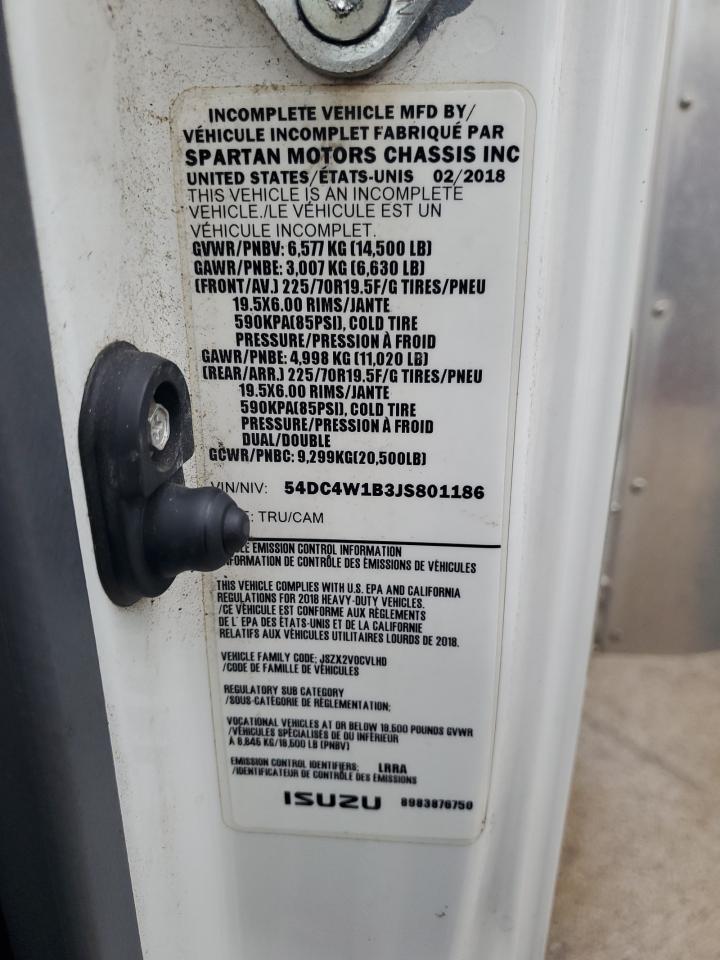 INCOMPLETE VEHICLE MFD BY/
VÉHICULE INCOMPLET FABRIQUÉ PAR
SPARTAN MOTORS CHASSIS INC
UNITED STATES/ÉTATS-UNIS 02/2018
THIS VEHICLE IS AN INCOMPLETE
VEHICLE./LE VÉHICULE EST UN
VÉHICULE INCOMPLET.
GVWR/PNBV: 6,577 KG (14,500 LB)
GAWR/PNBE: 3,007 KG (6,630 LB)
(FRONT/AV.) 225/70R19.5F/G TIRES/PNEU
19.5X6.00 RIMS/JANTE
590KPA(85PSI), COLD TIRE
PRESSURE/PRESSION À FROID
GAWR/PNBE: 4,998 KG (11,020 LB)
(REAR/ARR.) 225/70R19.5F/G TIRES/PNEU
19.5X6.00 RIMS/JANTE
590KPA(85PSI), COLD TIRE
PRESSURE/PRESSION À FROID
DUAL/DOUBLE
GCWR/PNBC: 9,299KG(20,500LB)
VIN/NIV: 54DC4W1B3JS801186
: TRU/CAM
EMISSION CONTROL INFORMATION
DE CONTRÔLE DES ÉMISSIONS DE VÉHICULES
THIS VEHICLE COMPLIES WITH U.S. EPA AND CALIFORNIA
REGULATIONS FOR 2018 HEAVY-DUTY VEHICLES.
/CE VÉHICULE EST CONFORME AUX RÈGLEMENTS
DE L' EPA DES ÉTATS-UNIS ET DE LA CALIFORNIE
RELATIFS AUX VÉHICULES UTILITAIRES LOURDS DE 2018.
VEHICLE FAMILY CODE: JSZX2VOCVLHD
/CODE DE FAMILLE DE VÉHICULES
REGULATORY SUB CATEGORY
/SOUS-CATÉGORIE DE RÈGLEMENTATION:
VOCATIONAL VEHICLES AT OR BELOW 19,500 POUNDS GVWR
/VÉHICULES SPÉCIALISÉS DE OU INFÉRIEUR
À 8,845 KG/19,500 LB (PNBV)
EMISSION CONTROL IDENTIFIERS: LRRA
/IDENTIFICATEUR DE CONTRÔLE DES ÉMISSIONS
ISUZU 8983876750